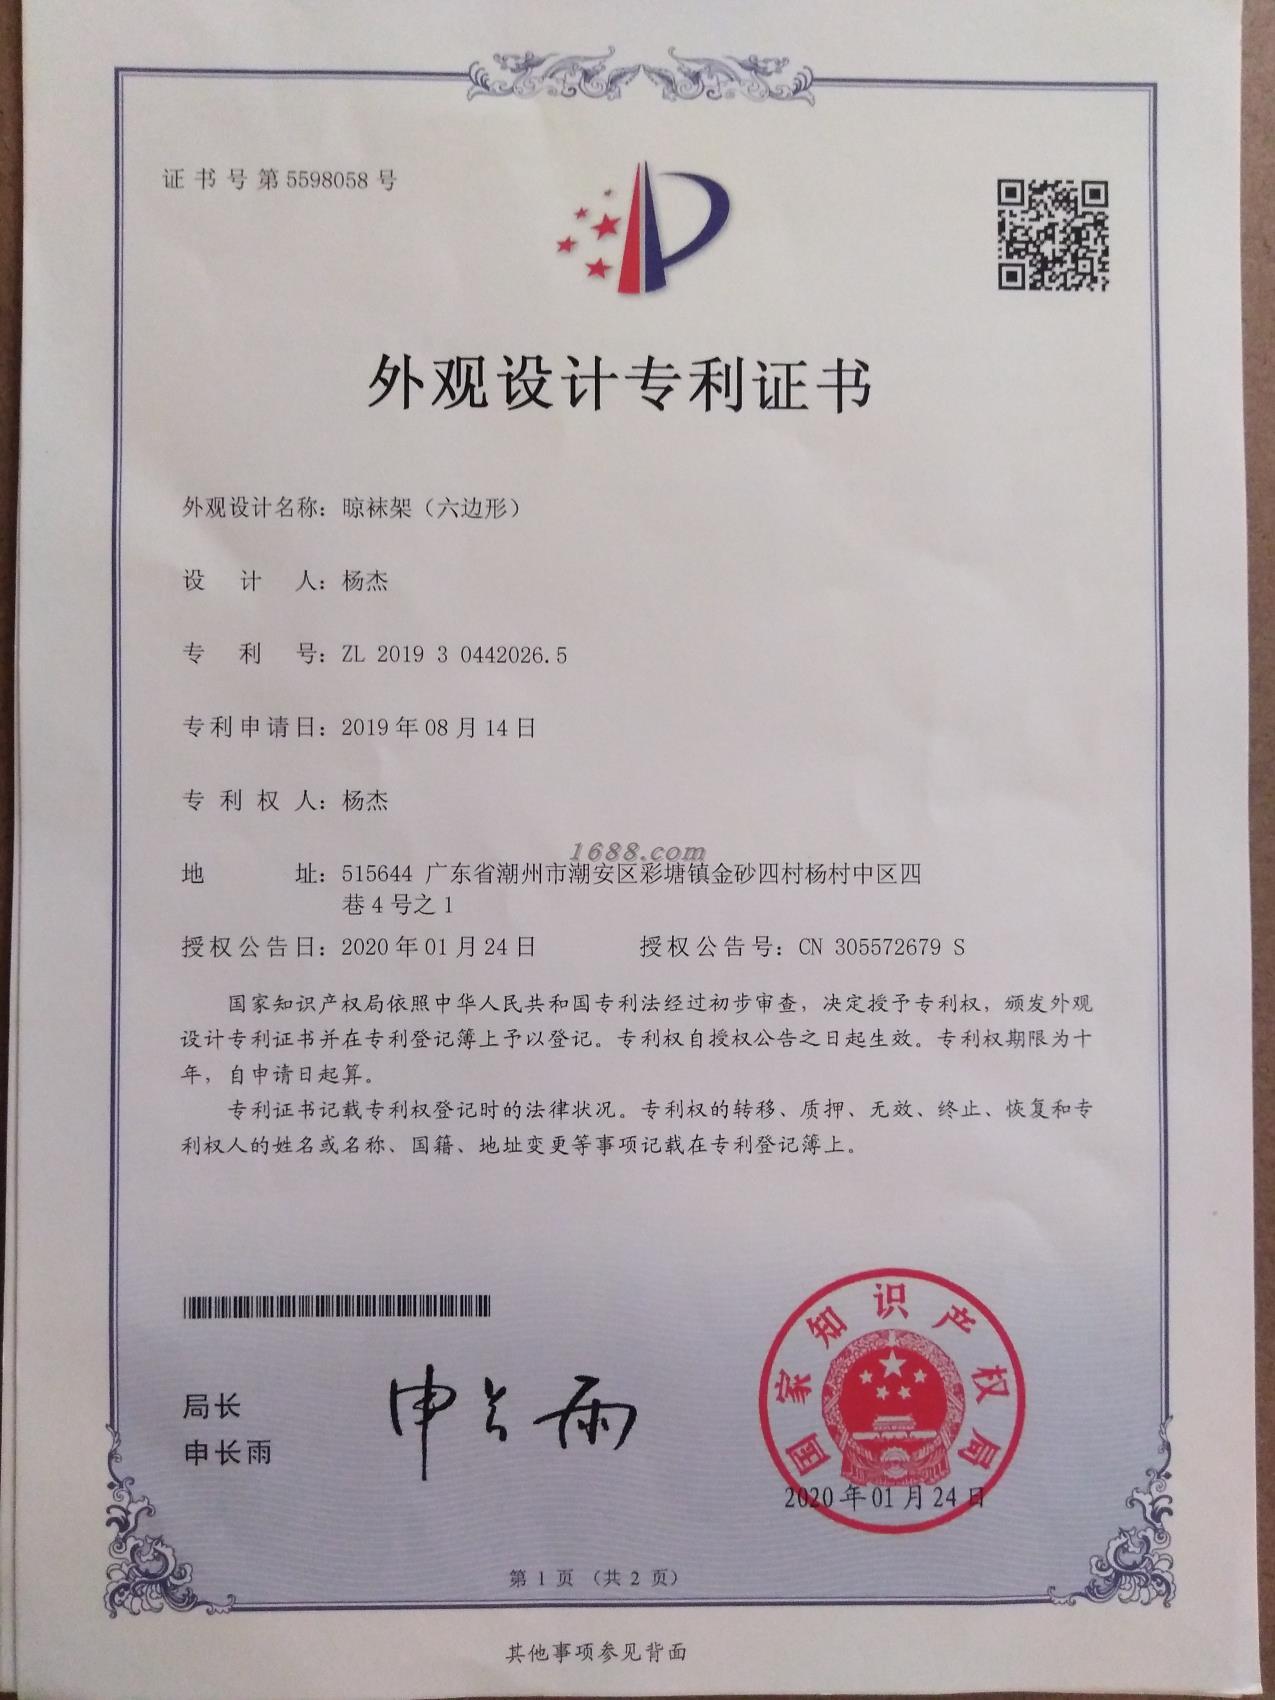 证书号第5598058号
外观设计专利证书
外观设计名称：晾袜架（六边形）
设计人：杨杰
专利号：ZL 2019 3 0442026.5
专利申请日：2019年08月14日
专利权人：杨杰
1688.com
地址：515644 广东省潮州市潮安区彩塘镇金砂四村杨村中区四
巷4号之1
授权公告日：2020年01月24日 授权公告号：CN 305572679 S
国家知识产权局依照中华人民共和国专利法经过初步审查，决定授予专利权，颁发外观
设计专利证书并在专利登记簿上予以登记。专利权自授权公告之日起生效。专利权期限为十
年，自申请日起算。
专利证书记载专利权登记时的法律状况。专利权的转移、质押、无效、终止、恢复和专
利权人的姓名或名称、国籍、地址变更等事项记载在专利登记簿上。
局长
申长雨
申长雨
国家知识产权局
2020年01月24日
第1页（共2页）
其他事项参见背面